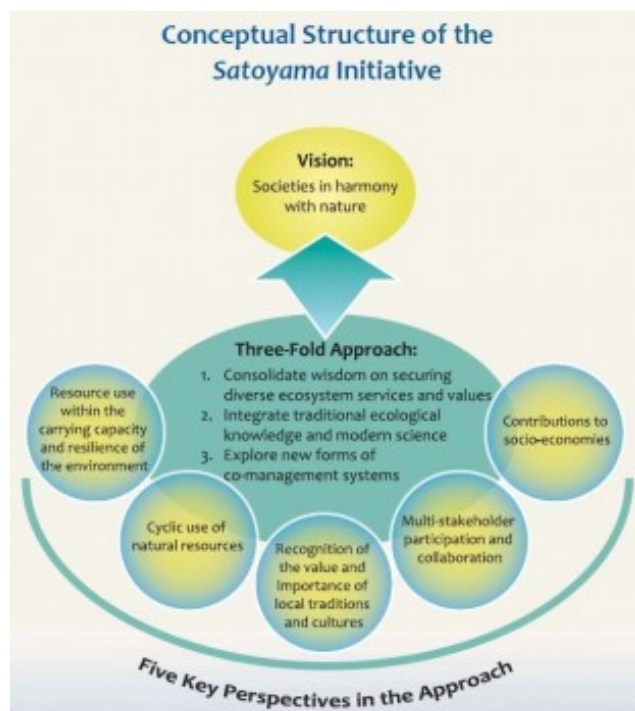 Conceptual Structure of the
Satoyama Initiative
Vision:
Societies in harmony
with nature
Three-Fold Approach:
1. Consolidate wisdom on securing
diverse ecosystem services and values
2. Integrate traditional ecological
knowledge and modern science
3. Explore new forms of
co-management systems
Resource use
within the
carrying capacity
and resilience of
the environment
Cyclic use of
natural resources
Recognition of
the value and
importance of
local traditions
and cultures
Multi-stakeholder
participation and
collaboration
Contributions to
socio-economies
Five Key Perspectives in the Approach